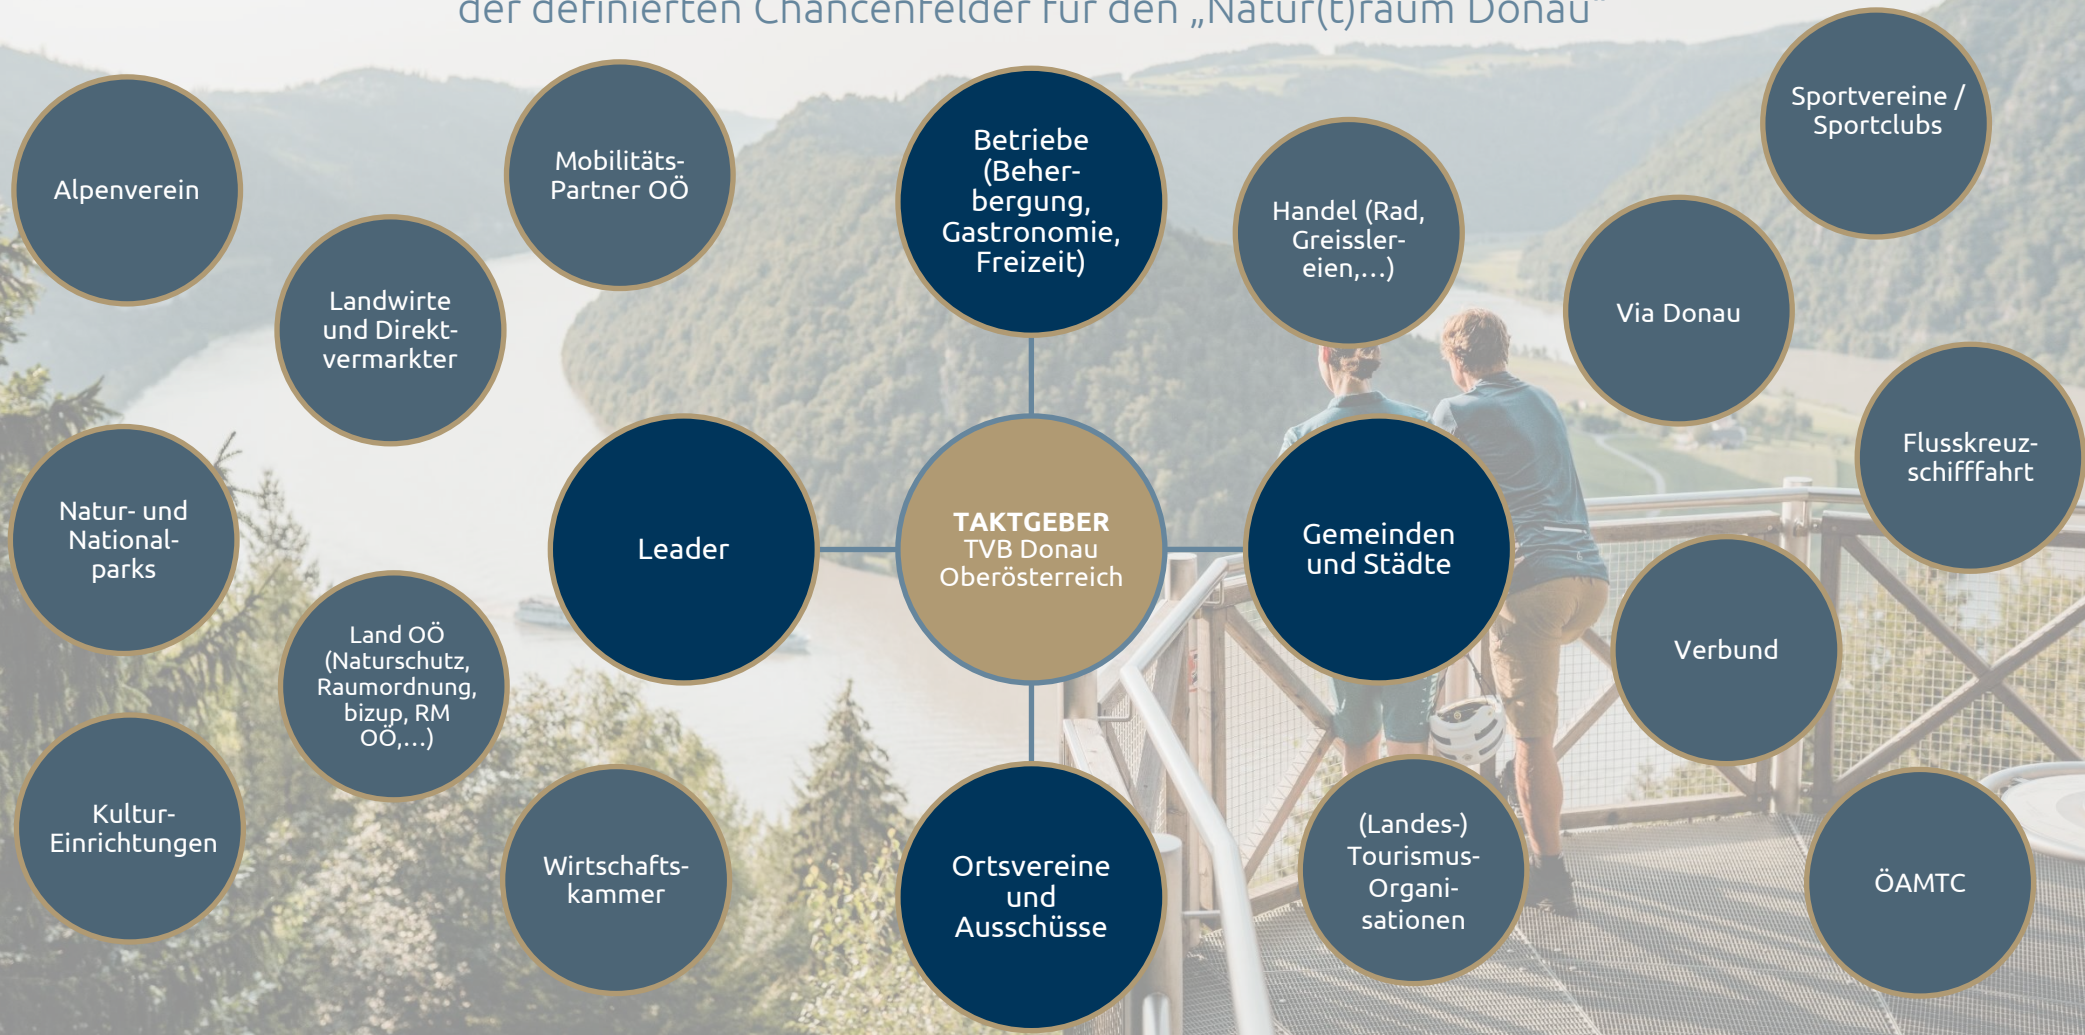 der definierten Chancenfelder für den „Natur(t)raum Donau“
Alpenverein
Mobilitäts-
Partner OÖ
Betriebe
(Beher-
bergung,
Gastronomie,
Freizeit)
Handel (Rad,
Greissler-
eien,…)
Sportvereine /
Sportclubs
Landwirte
und Direkt-
vermarkter
Via Donau
Flusskreuz-
schifffahrt
Natur- und
National-
parks
Leader
TAKTGEBER
TVB Donau
Oberösterreich
Gemeinden
und Städte
Land OÖ
(Naturschutz,
Raumordnung,
bizup, RM
OÖ,…)
Verbund
Kultur-
Einrichtungen
Wirtschafts-
kammer
Ortsvereine
und
Ausschüsse
(Landes-)
Tourismus-
Organi-
sationen
ÖAMTC